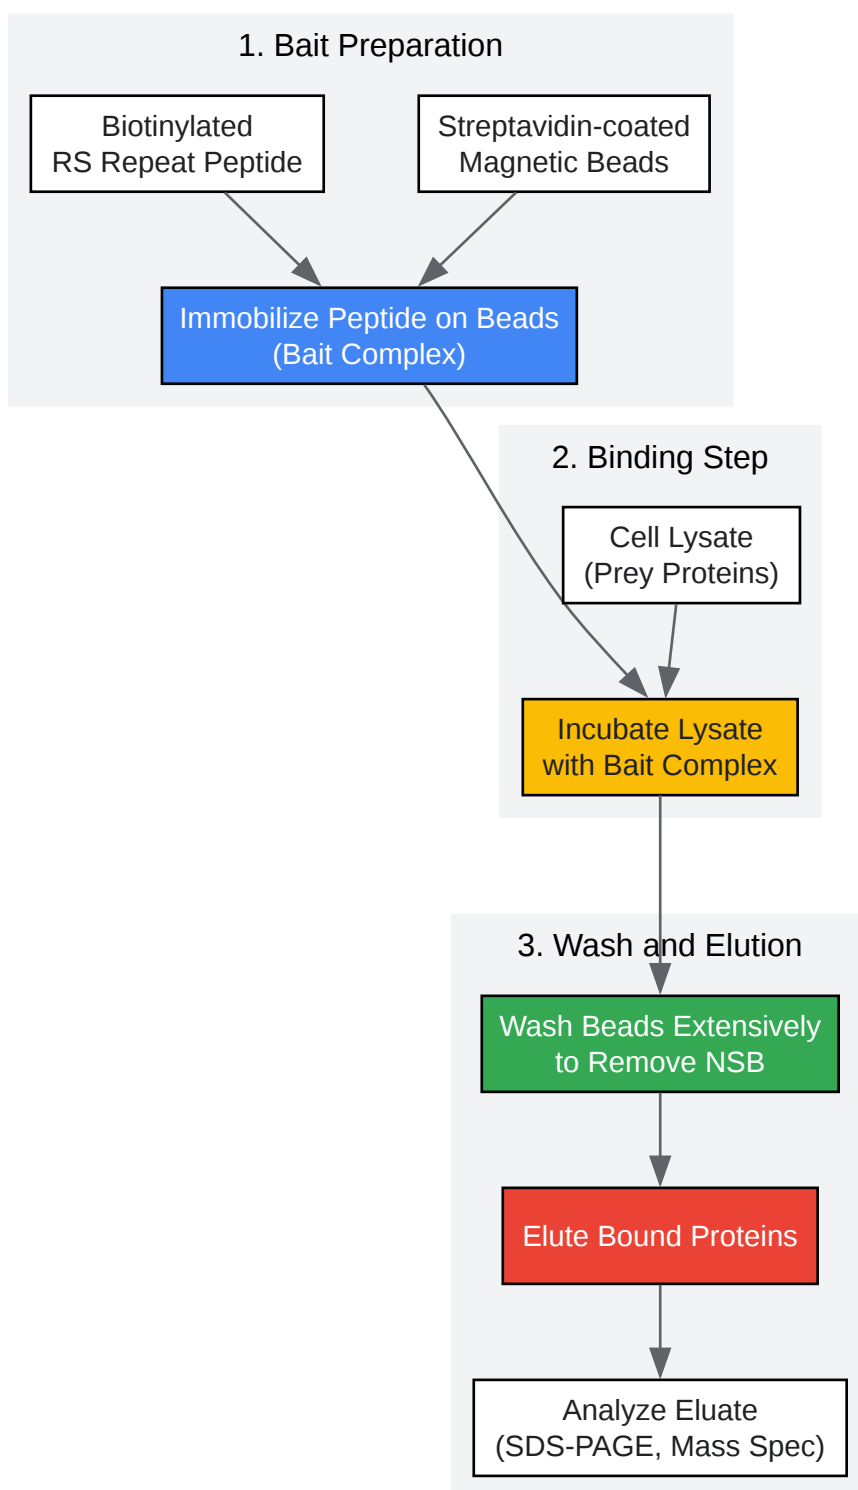 1. Bait Preparation
Biotinylated
RS Repeat Peptide
Streptavidin-coated
Magnetic Beads
Immobilize Peptide on Beads
(Bait Complex)
2. Binding Step
Cell Lysate
(Prey Proteins)
Incubate Lysate
with Bait Complex
3. Wash and Elution
Wash Beads Extensively
to Remove NSB
Elute Bound Proteins
Analyze Eluate
(SDS-PAGE, Mass Spec)